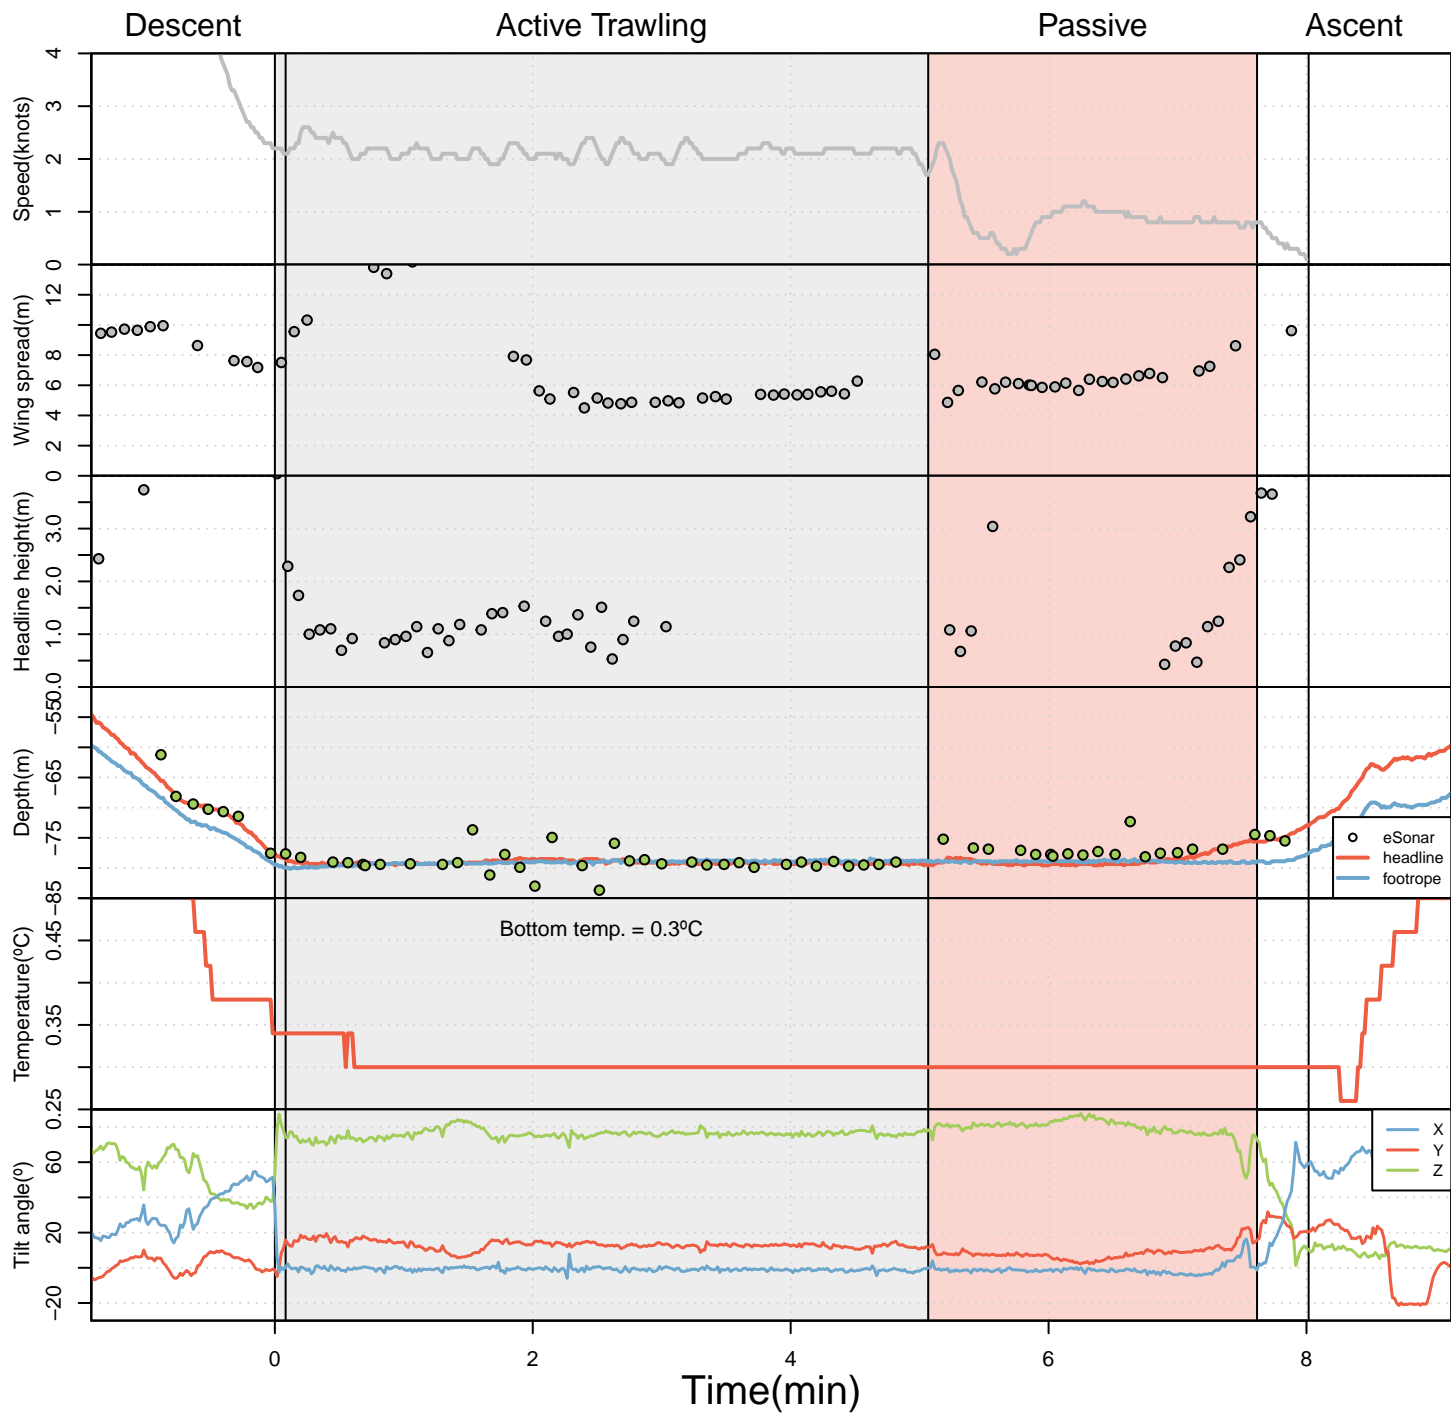 Descent Active Trawling Passive Ascent
Speed(knots)
0 1 2 3 4
Wing spread(m)
0 2 4 6 8 12 0
Headline height(m)
0.0 1.0 2.0 3.0
Depth(m)
−85 −75 −65 −55
eSonar
headline
footrope
Temperature(ºC)
0.25 0.35 0.45
Bottom temp. = 0.3ºC
Tilt angle(º)
−20 20 60
X
Y
Z
0 2 4 6 8
Time(min)